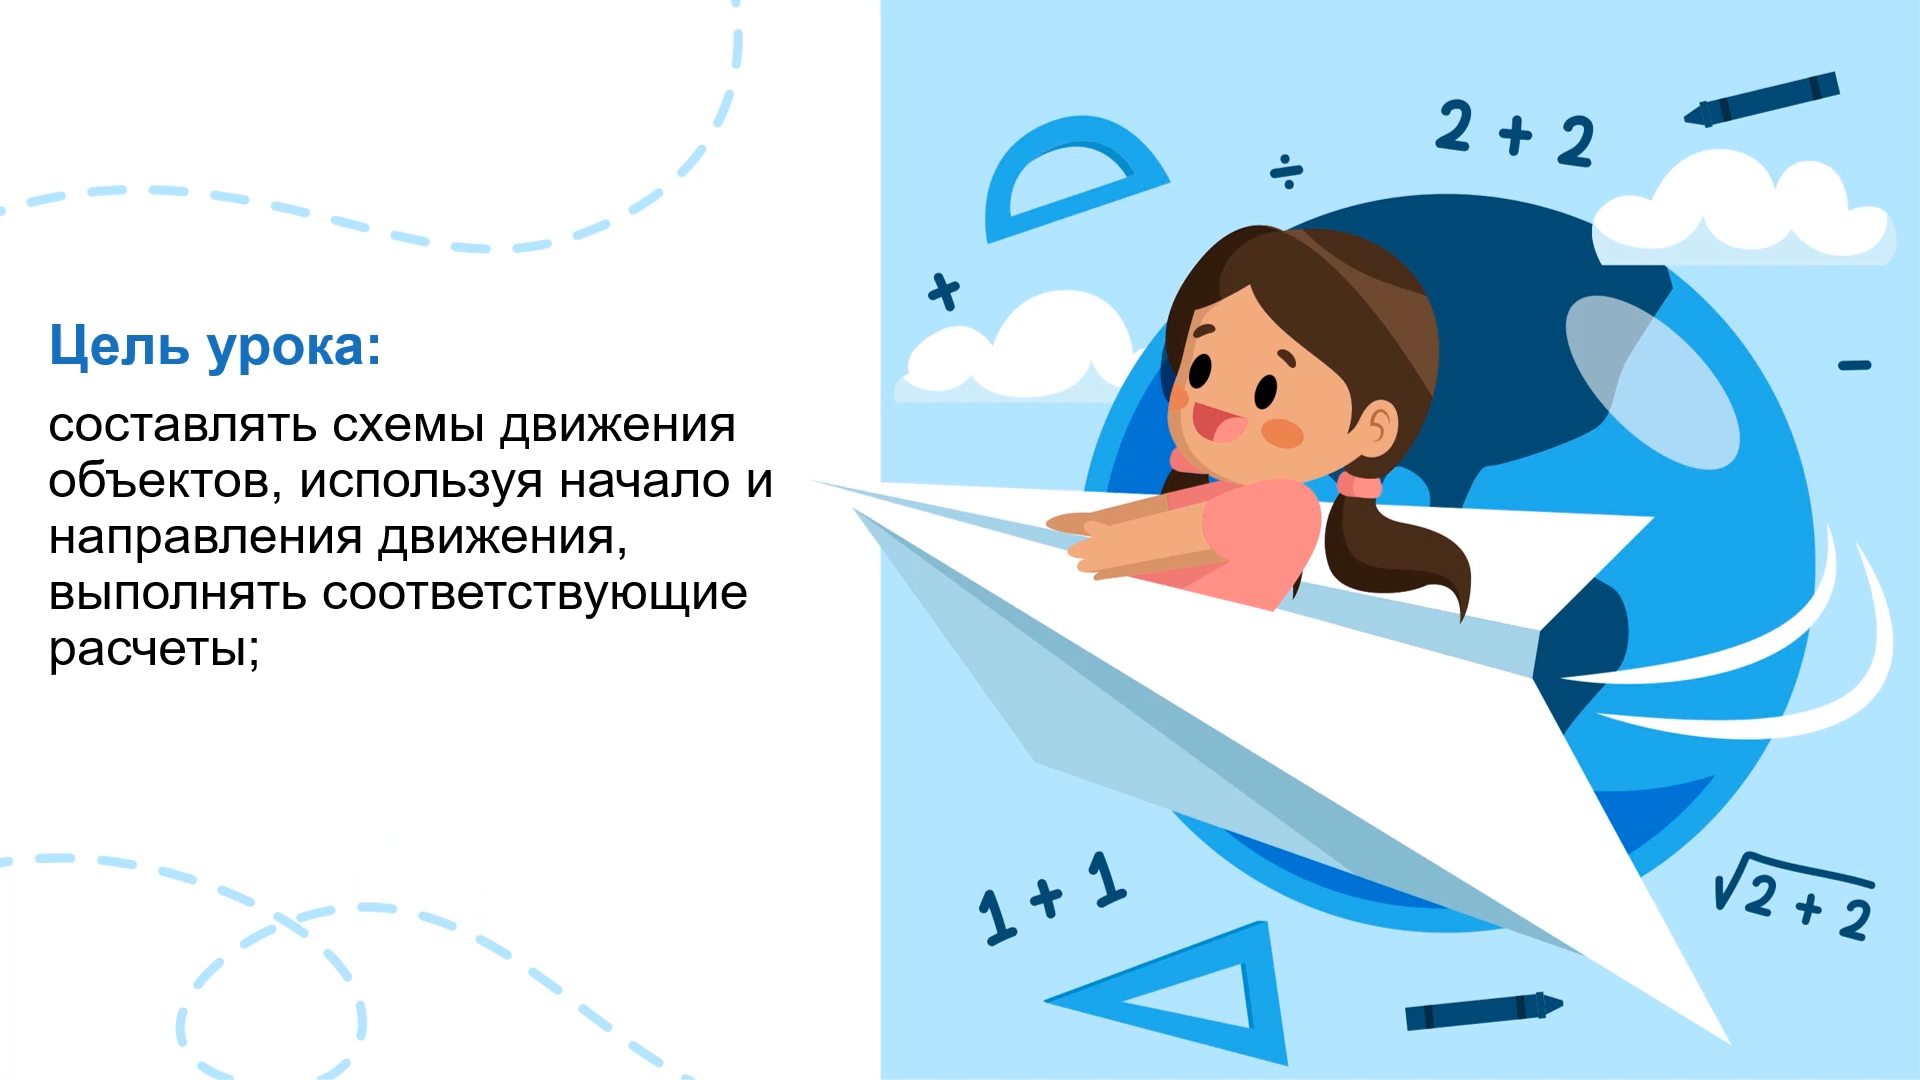 Цель урока:
составлять схемы движения
объектов, используя начало и
направления движения,
выполнять соответствующие
расчеты;
2 + 2
÷
+
−
1 + 1
√2 + 2